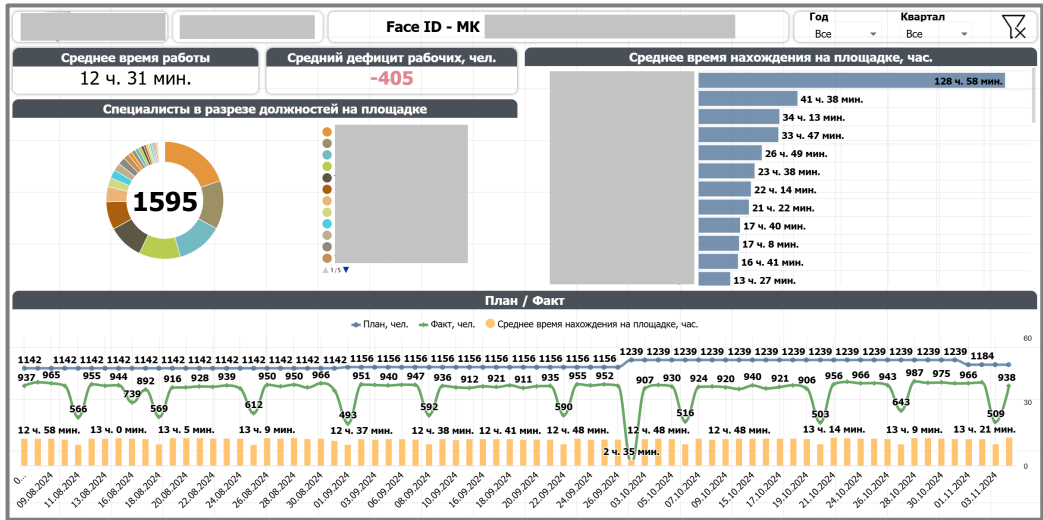 Face ID - МК
Год
Квартал
Все
Все
Среднее время работы
12 ч. 31 мин.
Средний дефицит рабочих, чел.
-405
Среднее время нахождения на площадке, час.
128 ч. 58 мин.
41 ч. 38 мин.
34 ч. 13 мин.
33 ч. 47 мин.
26 ч. 49 мин.
23 ч. 38 мин.
22 ч. 14 мин.
21 ч. 22 мин.
17 ч. 40 мин.
17 ч. 8 мин.
16 ч. 41 мин.
13 ч. 27 мин.
Специалисты в разрезе должностей на площадке
1595
1/5
План / Факт
План, чел. Факт, чел. Среднее время нахождения на площадке, час.
60
30
0
1142 1142 1142 1142 1142 1142 1142 1142 1142 1142 1142 1142 1156 1156 1156 1156 1156 1156 1156 1156 1156 1156 1239 1239 1239 1239 1239 1239 1239 1239 1239 1239 1239 1239 1239 1184
937 965 566 955 944 739 892 569 916 928 939 612 950 950 966 493 951 940 947 592 936 912 921 911 935 590 955 952 907 930 516 924 920 940 921 906 503 956 966 943 643 987 975 966 509 938
12 ч. 58 мин. 13 ч. 0 мин. 13 ч. 5 мин. 13 ч. 9 мин. 12 ч. 37 мин. 12 ч. 38 мин. 12 ч. 41 мин. 12 ч. 48 мин. 2 ч. 35 мин. 12 ч. 48 мин. 12 ч. 48 мин. 13 ч. 14 мин. 13 ч. 9 мин. 13 ч. 21 мин.
0... 09.08.2024 11.08.2024 13.08.2024 16.08.2024 18.08.2024 20.08.2024 22.08.2024 24.08.2024 26.08.2024 28.08.2024 30.08.2024 01.09.2024 03.09.2024 06.09.2024 08.09.2024 10.09.2024 16.09.2024 18.09.2024 20.09.2024 22.09.2024 24.09.2024 26.09.2024 03.10.2024 05.10.2024 07.10.2024 09.10.2024 15.10.2024 17.10.2024 19.10.2024 21.10.2024 24.10.2024 26.10.2024 28.10.2024 30.10.2024 01.11.2024 03.11.2024